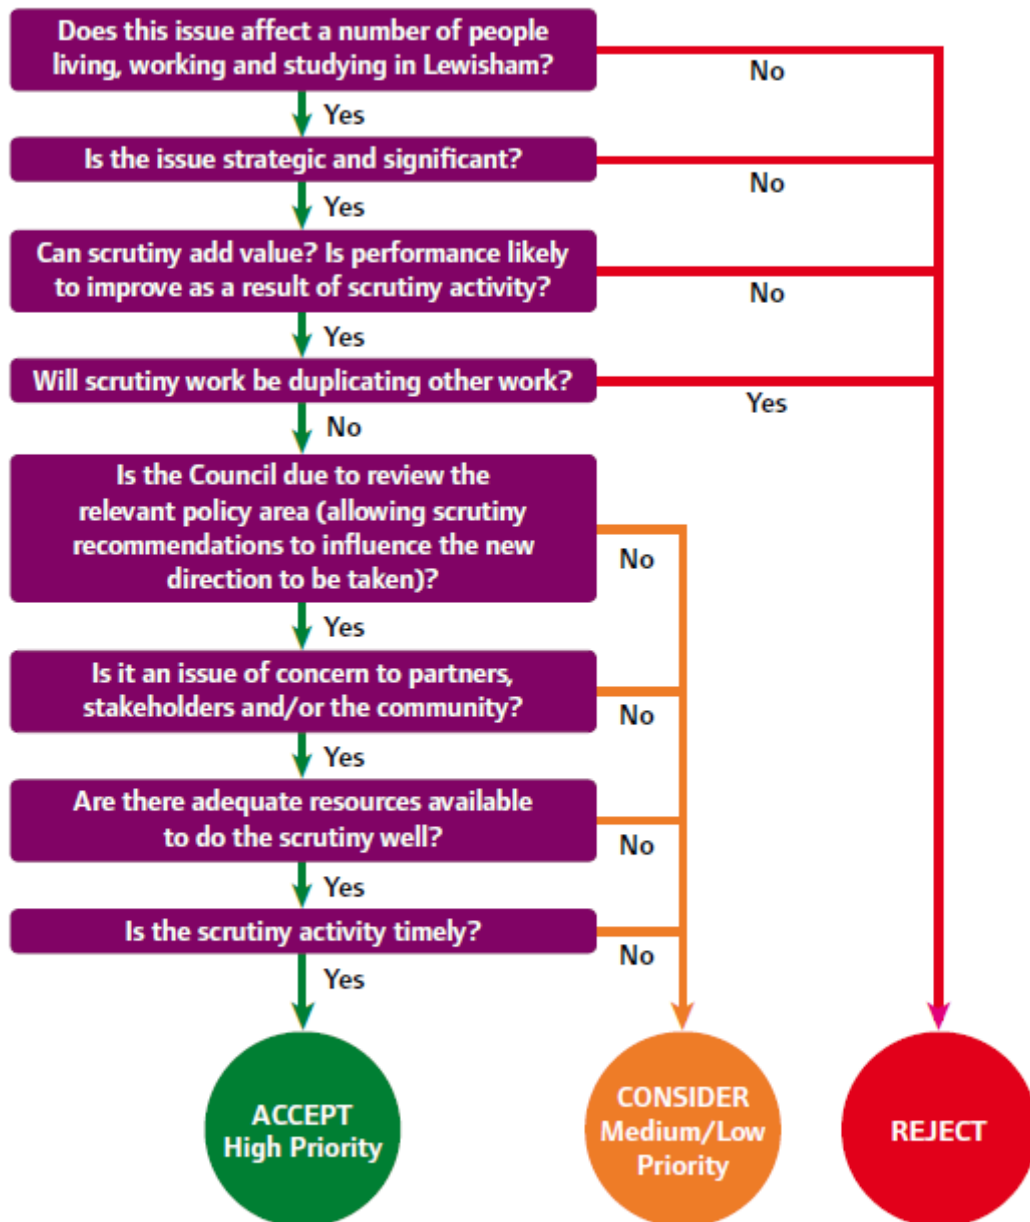 Does this issue affect a number of people
living, working and studying in Lewisham?
No
Yes
Is the issue strategic and significant?
No
Yes
Can scrutiny add value? Is performance likely
to improve as a result of scrutiny activity?
No
Yes
Will scrutiny work be duplicating other work?
Yes
No
Is the Council due to review the
relevant policy area (allowing scrutiny
recommendations to influence the new
direction to be taken)?
No
Yes
Is it an issue of concern to partners,
stakeholders and/or the community?
No
Yes
Are there adequate resources available
to do the scrutiny well?
No
Yes
Is the scrutiny activity timely?
No
Yes
ACCEPT
High Priority
CONSIDER
Medium/Low
Priority
REJECT